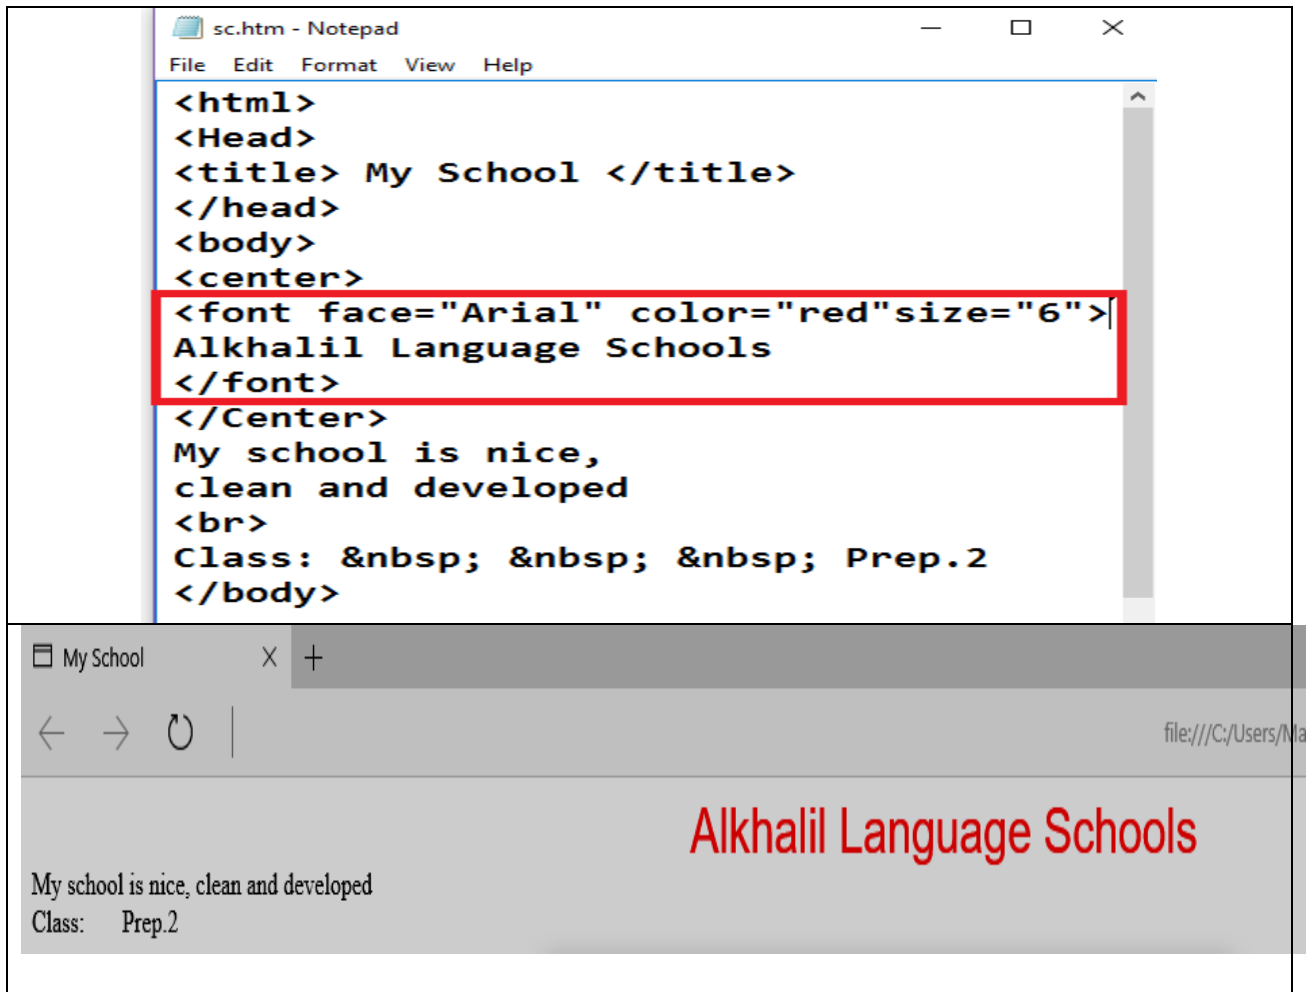 sc.htm - Notepad
File Edit Format View Help
<html>
<Head>
<title> My School </title>
</head>
<body>
<center>
<font face="Arial" color="red"size="6">
Alkhalil Language Schools
</font>
</Center>
My school is nice,
clean and developed
<br>
Class: &nbsp; &nbsp; &nbsp; Prep.2
</body>
My School
file:///C:/Users/Ma
Alkhalil Language Schools
My school is nice, clean and developed
Class: Prep.2